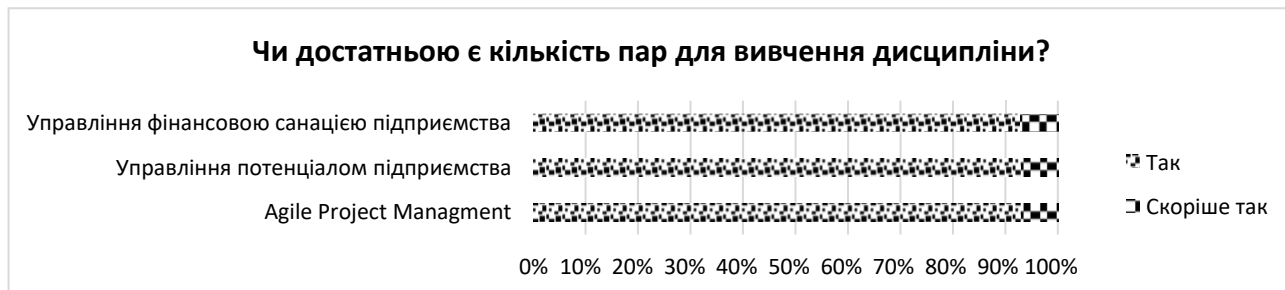 Чи достатньою є кількість пар для вивчення дисципліни?
Управління фінансовою санацією підприємства
Управління потенціалом підприємства
Agile Project Managment
Так
Скоріше так
0% 10% 20% 30% 40% 50% 60% 70% 80% 90% 100%